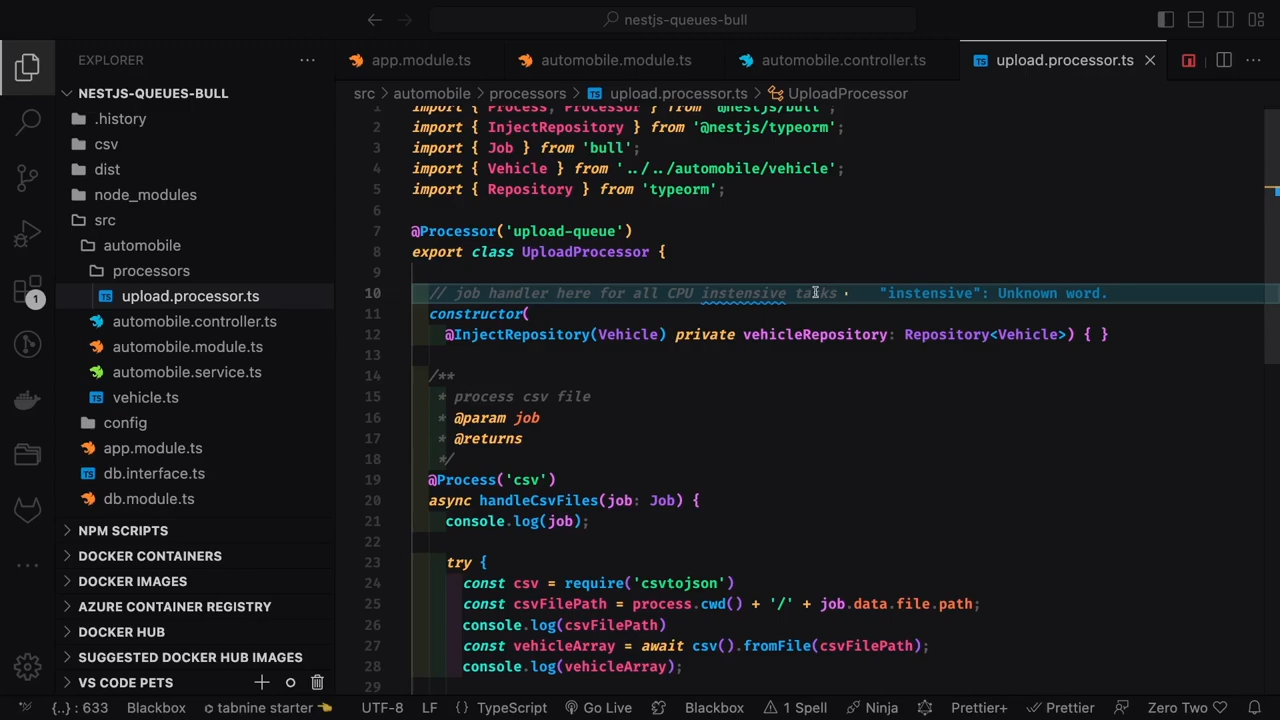 nestjs-queues-bull
EXPLORER
app.module.ts
automobile.module.ts
automobile.controller.ts
upload.processor.ts
NESTJS-QUEUES-BULL
.history
csv
dist
node_modules
src
automobile
processors
upload.processor.ts
automobile.controller.ts
automobile.module.ts
automobile.service.ts
vehicle.ts
config
app.module.ts
db.interface.ts
db.module.ts
NPM SCRIPTS
DOCKER CONTAINERS
DOCKER IMAGES
AZURE CONTAINER REGISTRY
DOCKER HUB
SUGGESTED DOCKER HUB IMAGES
VS CODE PETS
1
src > automobile > processors > upload.processor.ts > UploadProcessor
1 import { Process, Processor } from '@nestjs/bull';
2 import { InjectRepository } from '@nestjs/typeorm';
3 import { Job } from 'bull';
4 import { Vehicle } from '../../automobile/vehicle';
5 import { Repository } from 'typeorm';
6
7 @Processor('upload-queue')
8 export class UploadProcessor {
9
10 // job handler here for all CPU instensive tasks · "instensive": Unknown word.
11 constructor(
12 @InjectRepository(Vehicle) private vehicleRepository: Repository<Vehicle>) { }
13
14 /**
15 * process csv file
16 * @param job
17 * @returns
18 */
19 @Process('csv')
20 async handleCsvFiles(job: Job) {
21 console.log(job);
22
23 try {
24 const csv = require('csvtojson')
25 const csvFilePath = process.cwd() + '/' + job.data.file.path;
26 console.log(csvFilePath)
27 const vehicleArray = await csv().fromFile(csvFilePath);
28 console.log(vehicleArray);
29
{..} : 633 Blackbox tabnine starter UTF-8 LF {} TypeScript Go Live Blackbox 1 Spell Ninja Prettier+ Prettier Zero Two